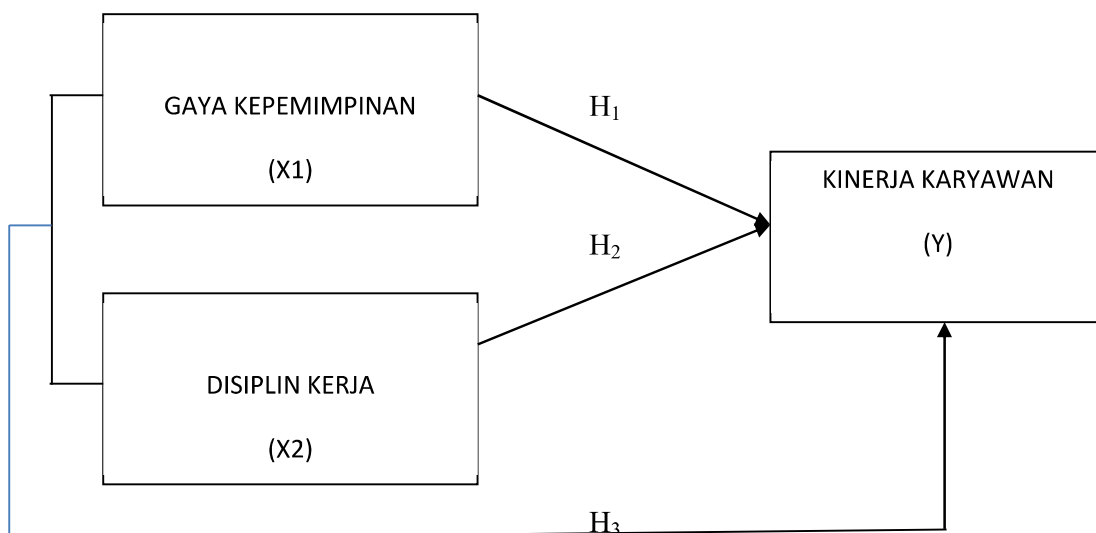 GAYA KEPEMIMPINAN
(X1)
H₁
KINERJA KARYAWAN
(Y)
H₂
DISIPLIN KERJA
(X2)
H₃